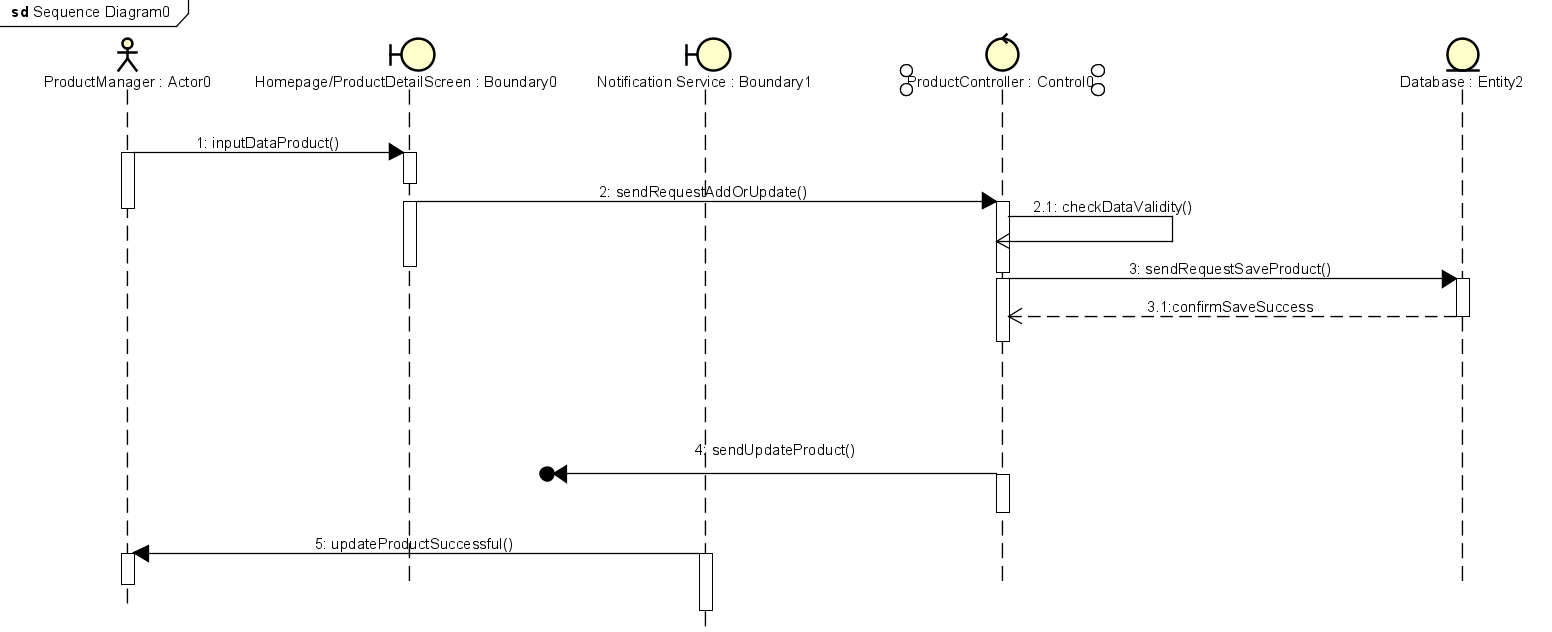 sd Sequence Diagram0
ProductManager : Actor0
Homepage/ProductDetailScreen : Boundary0
Notification Service : Boundary1
ProductController : Control0
Database : Entity2
1: inputDataProduct()
2: sendRequestAddOrUpdate()
2.1: checkDataValidity()
3: sendRequestSaveProduct()
3.1:confirmSaveSuccess
4: sendUpdateProduct()
5: updateProductSuccessful()